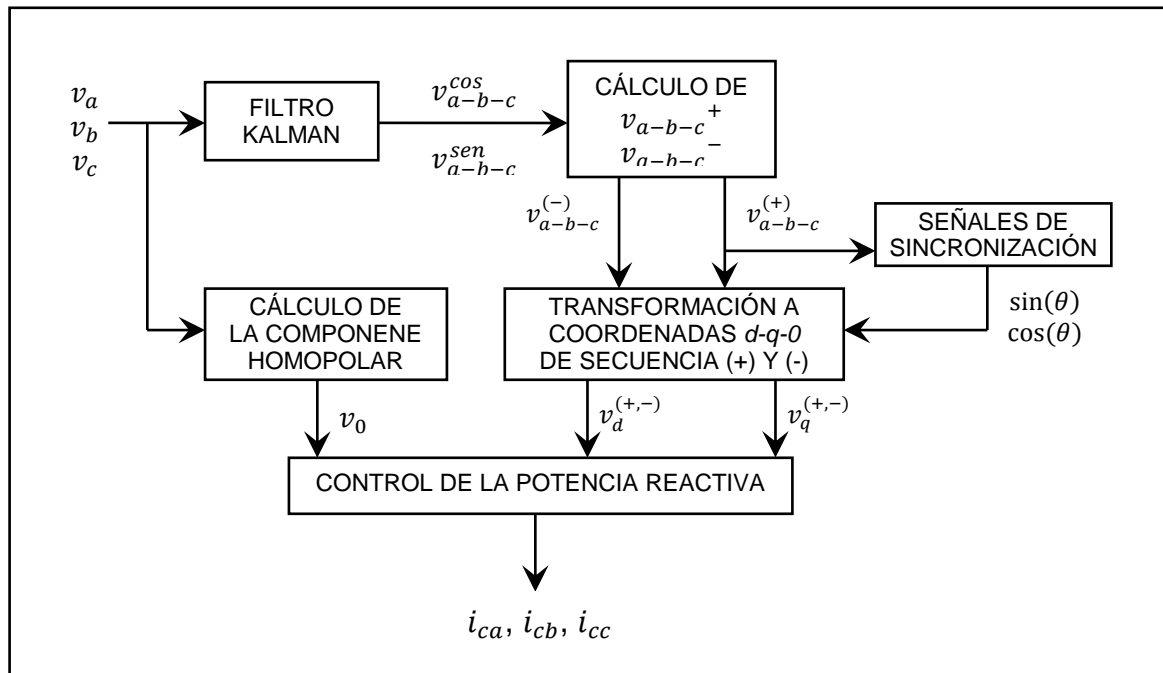 v_a
v_b
v_c
FILTRO
KALMAN
v_{a-b-c}^{cos}
v_{a-b-c}^{sen}
CÁLCULO DE
v_{a-b-c}^+
v_{a-b-c}^-
v_{a-b-c}^{(-)}
v_{a-b-c}^{(+)}
SEÑALES DE
SINCRONIZACIÓN
sin(θ)
cos(θ)
CÁLCULO DE
LA COMPONENE
HOMOPOLAR
TRANSFORMACIÓN A
COORDENADAS d-q-0
DE SECUENCIA (+) Y (-)
v_0
v_d^{(+,-)}
v_q^{(+,-)}
CONTROL DE LA POTENCIA REACTIVA
i_{ca}, i_{cb}, i_{cc}